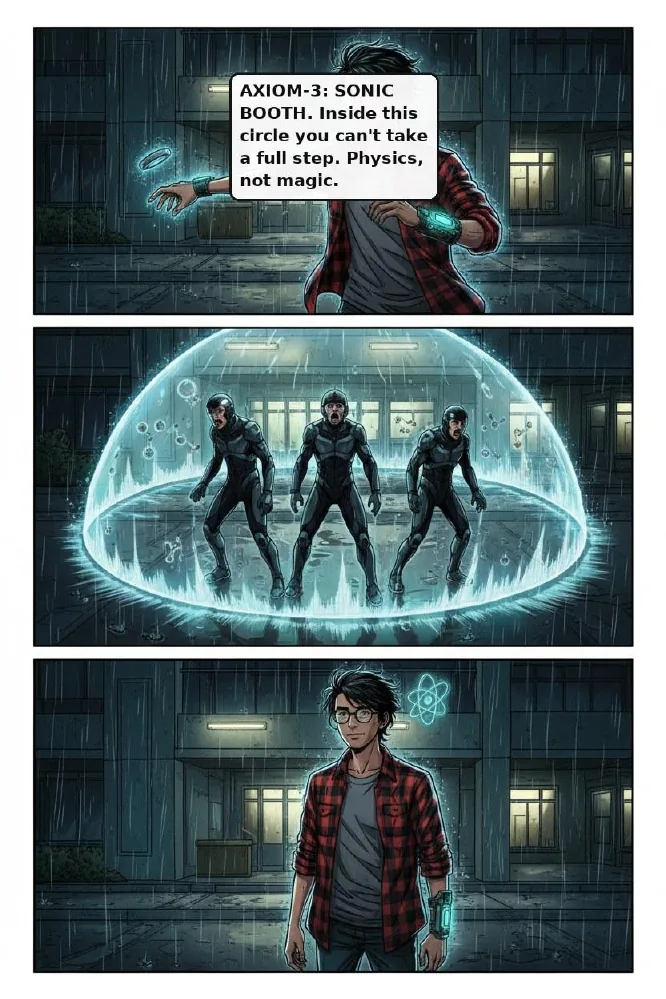 AXIOM-3: SONIC
BOOTH. Inside this
circle you can't take
a full step. Physics,
not magic.